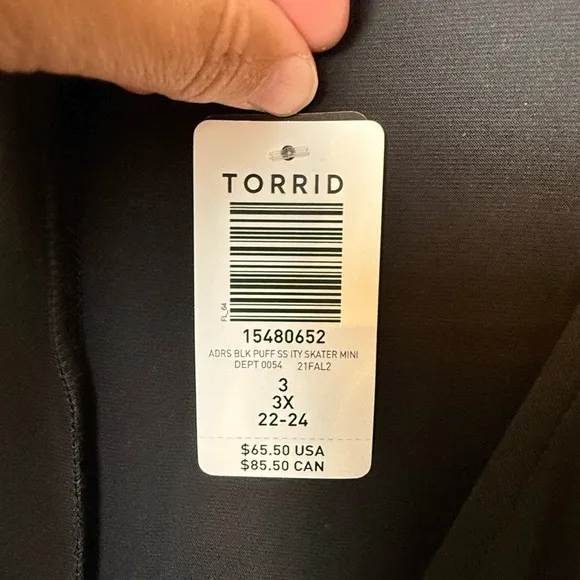 TORRID
FL_64
15480652
ADRS BLK PUFF SS ITY SKATER MINI
DEPT 0054 21FAL2
3
3X
22-24
$65.50 USA
$85.50 CAN